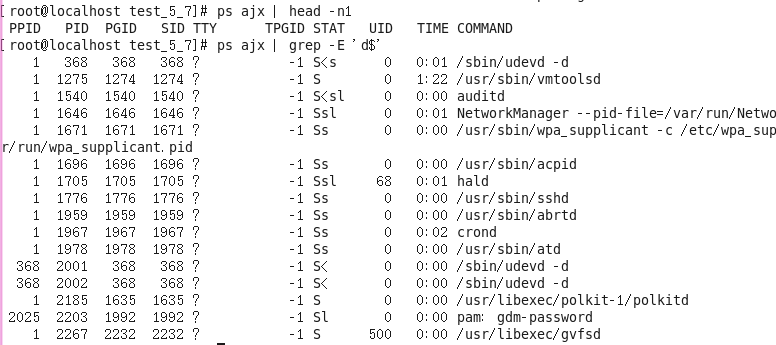 [root@localhost test_5_7]# ps ajx | head -n1
PPID PID PGID SID TTY TPGID STAT UID TIME COMMAND
[root@localhost test_5_7]# ps ajx | grep -E 'd$'
1 368 368 368 ? -1 S<s 0 0:01 /sbin/udevd -d
1 1275 1274 1274 ? -1 S 0 1:22 /usr/sbin/vmtoolsd
1 1540 1540 1540 ? -1 S<sl 0 0:00 auditd
1 1646 1646 1646 ? -1 Ssl 0 0:01 NetworkManager --pid-file=/var/run/Netwo
1 1671 1671 1671 ? -1 Ss 0 0:00 /usr/sbin/wpa_supplicant -c /etc/wpa_sup
r/run/wpa_supplicant.pid
1 1696 1696 1696 ? -1 Ss 0 0:00 /usr/sbin/acpid
1 1705 1705 1705 ? -1 Ssl 68 0:01 hald
1 1776 1776 1776 ? -1 Ss 0 0:00 /usr/sbin/sshd
1 1959 1959 1959 ? -1 Ss 0 0:00 /usr/sbin/abrtd
1 1967 1967 1967 ? -1 Ss 0 0:02 crond
1 1978 1978 1978 ? -1 Ss 0 0:00 /usr/sbin/atd
368 2001 368 368 ? -1 S< 0 0:00 /sbin/udevd -d
368 2002 368 368 ? -1 S< 0 0:00 /sbin/udevd -d
1 2185 1635 1635 ? -1 S 0 0:00 /usr/libexec/polkit-1/polkitd
2025 2203 1992 1992 ? -1 Sl 0 0:00 pam: gdm-password
1 2267 2232 2232 ? -1 S 500 0:00 /usr/libexec/gvfsd